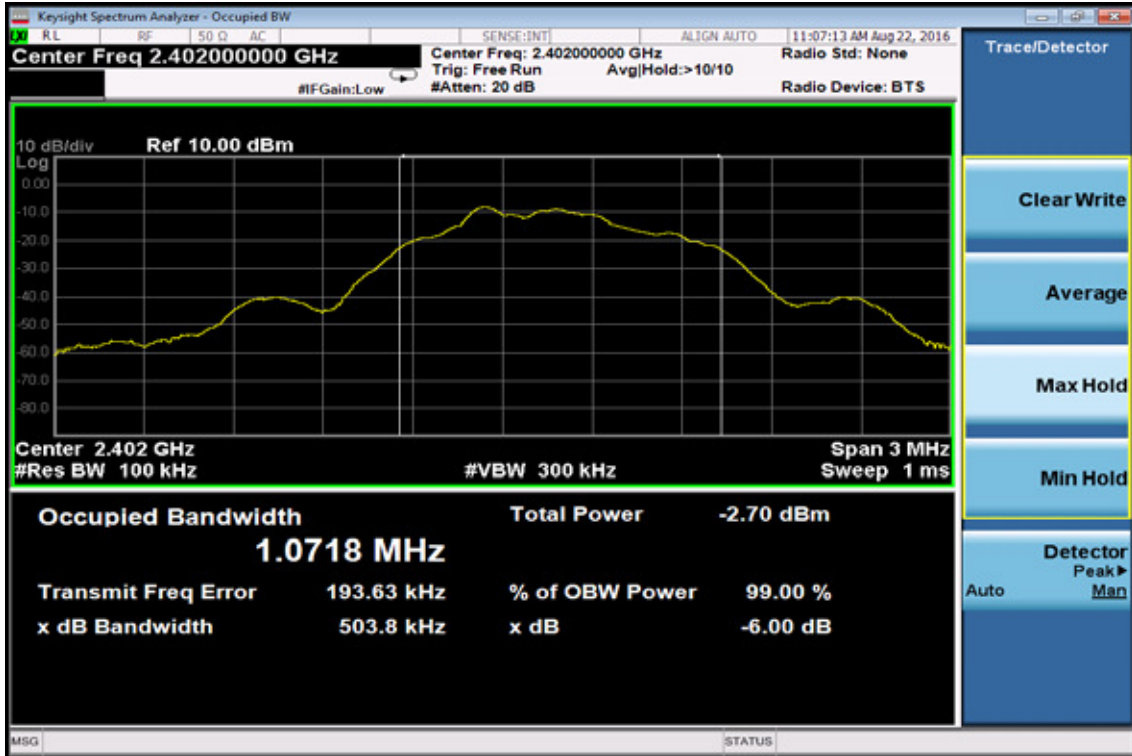 Keysight Spectrum Analyzer - Occupied BW
LXI RL RF 50 Ω AC SENSE:INT ALIGN AUTO 11:07:13 AM Aug 22, 2016
Center Freq 2.402000000 GHz
Center Freq: 2.402000000 GHz Radio Std: None
Trig: Free Run Avg|Hold:>10/10
#IFGain:Low #Atten: 20 dB Radio Device: BTS
Trace/Detector
10 dB/div Ref 10.00 dBm
Log
0.00
-10.0
-20.0
-30.0
-40.0
-50.0
-60.0
-70.0
-80.0
Center 2.402 GHz Span 3 MHz
#Res BW 100 kHz #VBW 300 kHz Sweep 1 ms
Clear Write
Average
Max Hold
Min Hold
Detector
Peak▶
Auto Man
Occupied Bandwidth Total Power -2.70 dBm
1.0718 MHz
Transmit Freq Error 193.63 kHz % of OBW Power 99.00 %
x dB Bandwidth 503.8 kHz x dB -6.00 dB
MSG STATUS